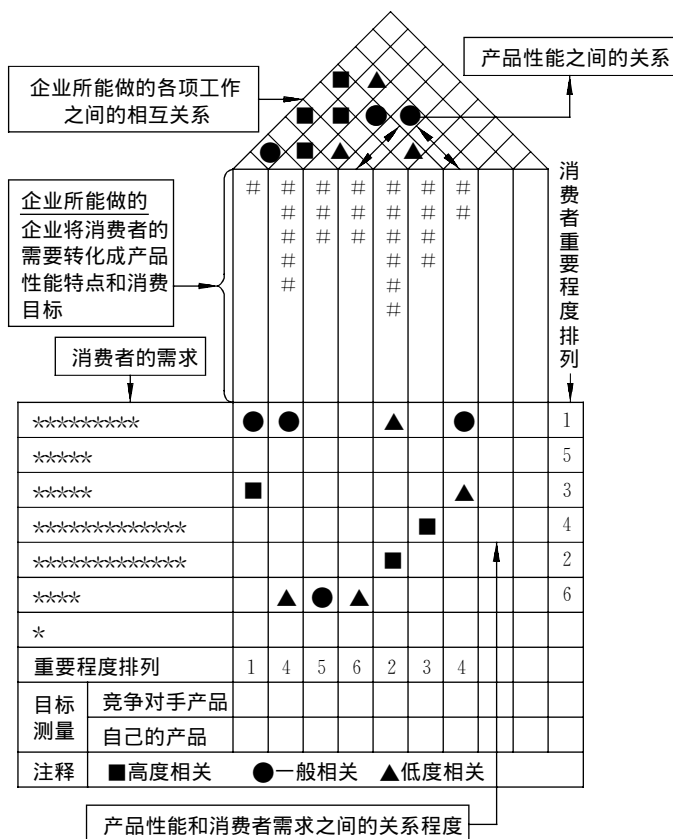 产品性能之间的关系
企业所能做的各项工作
之间的相互关系
消费者重要程度排列
企业所能做的
企业将消费者的
需要转化成产品
性能特点和消费
目标
# # # # # # #
# # # # # #
# # # # #
# # #
# #
#
消费者的需求
********* 1
***** 5
***** 3
************* 4
************* 2
**** 6
*
重要程度排列 1 4 5 6 2 3 4
目标
测量
竞争对手产品
自己的产品
注释 ■高度相关 ●一般相关 ▲低度相关
产品性能和消费者需求之间的关系程度